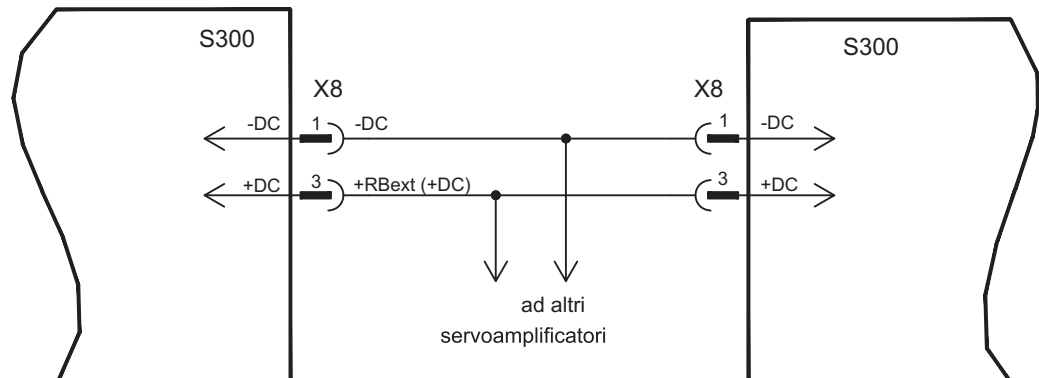 S300
S300
X8
X8
-DC
1
-DC
1
-DC
+DC
3
+RBext (+DC)
3
+DC
ad altri
servoamplificatori